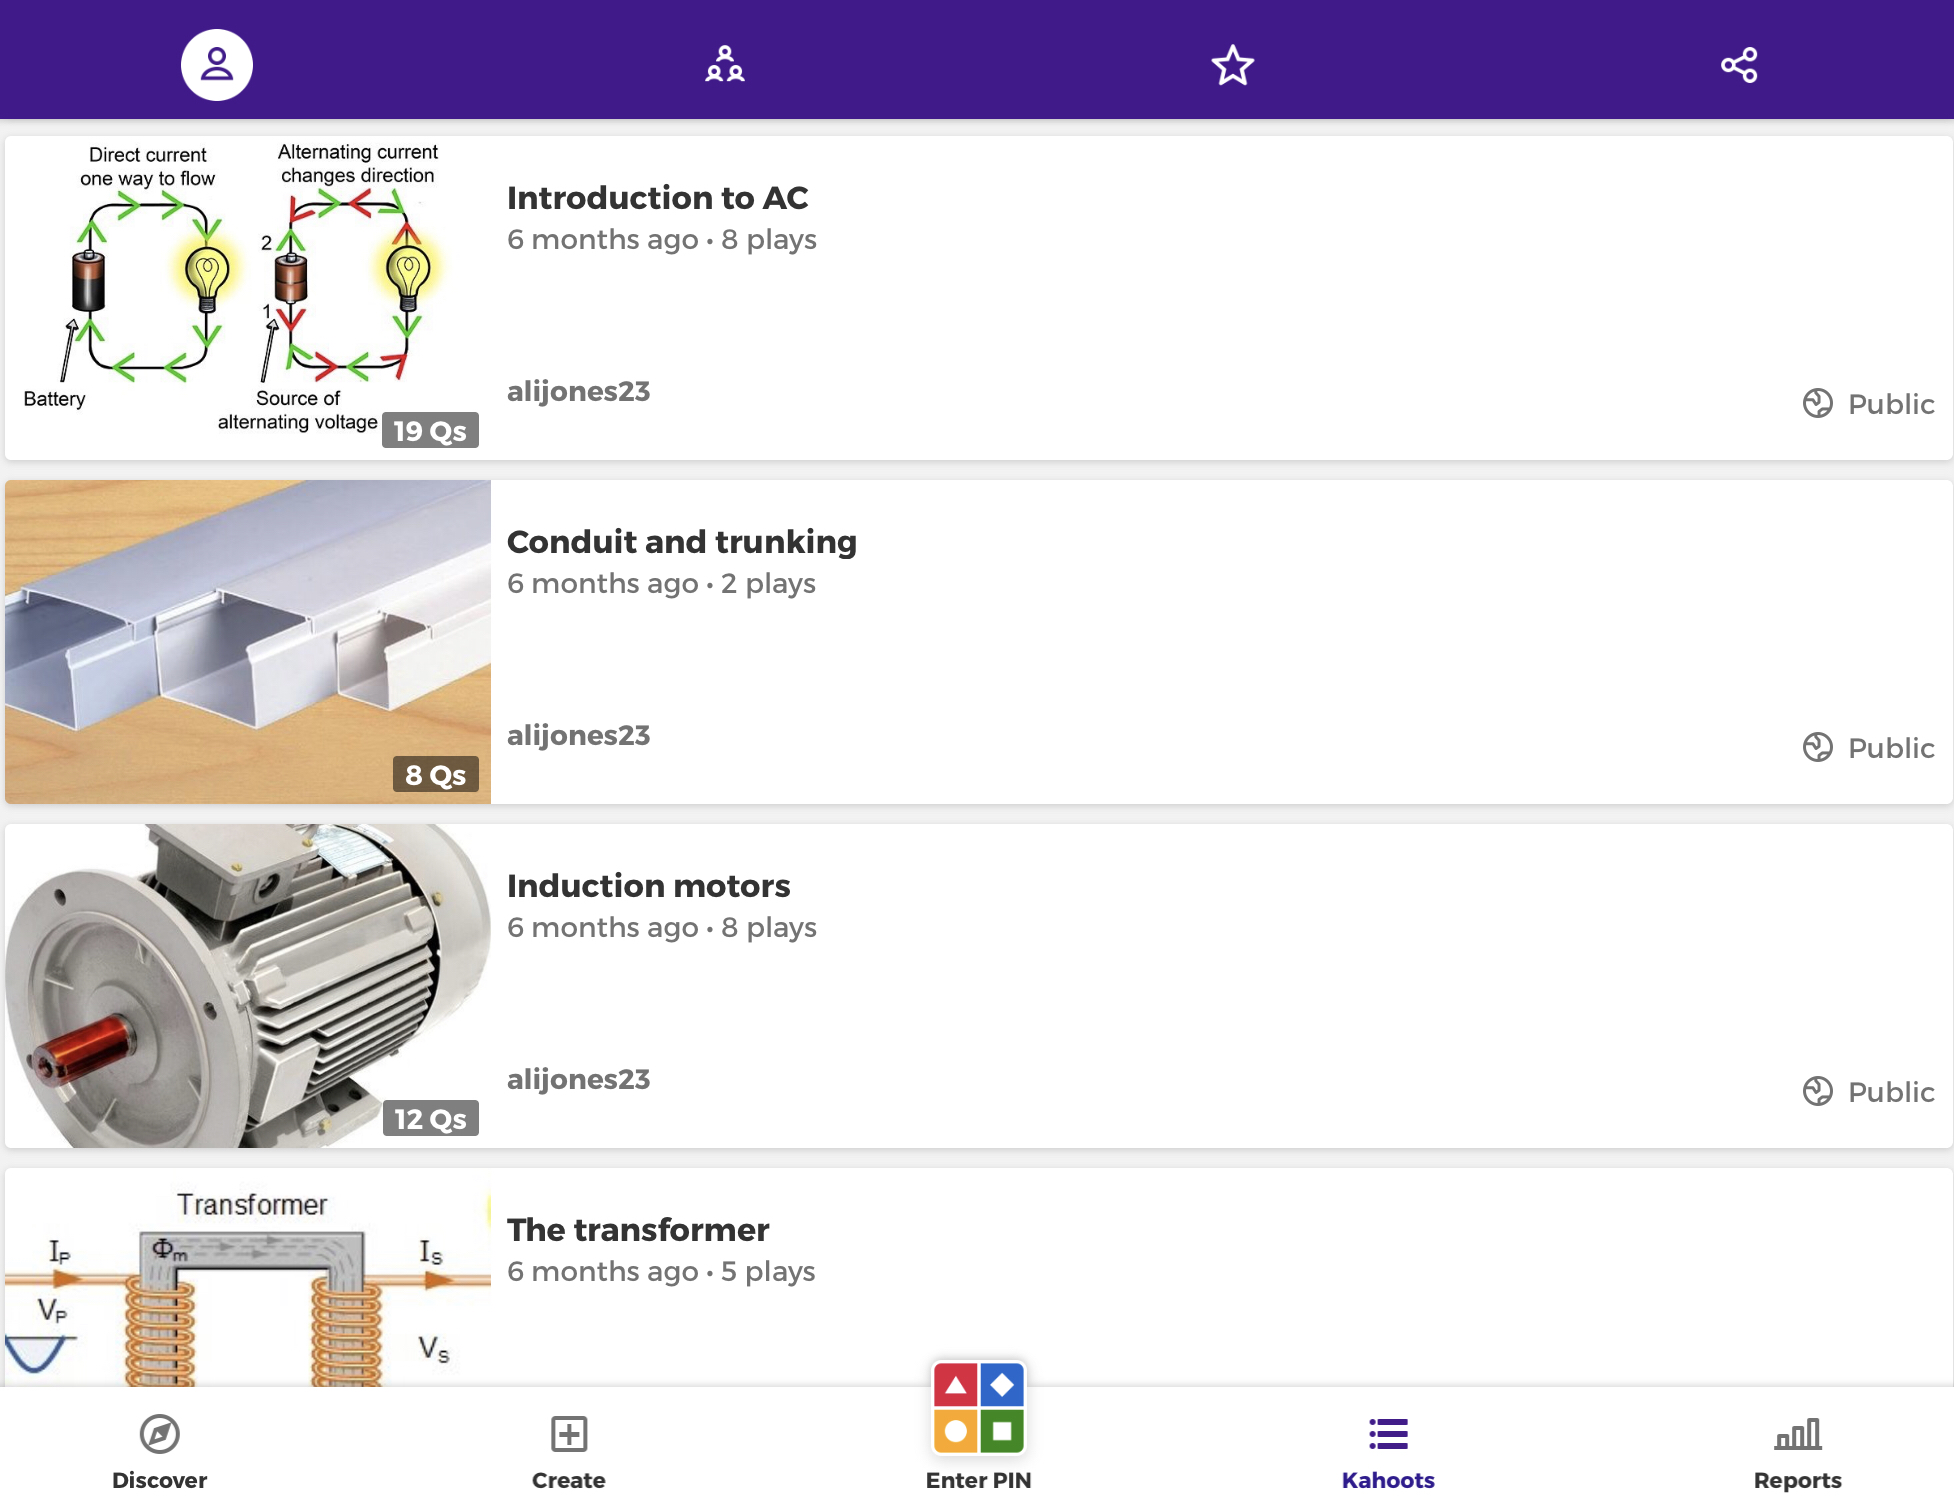 Direct current
one way to flow
Alternating current
changes direction
2
1
Battery
Source of
alternating voltage
19 Qs
Introduction to AC
6 months ago • 8 plays
alijones23
Public
8 Qs
Conduit and trunking
6 months ago • 2 plays
alijones23
Public
12 Qs
Induction motors
6 months ago • 8 plays
alijones23
Public
Transformer
Φm
IP
IS
VP
VS
The transformer
6 months ago • 5 plays
Discover
Create
Enter PIN
Kahoots
Reports